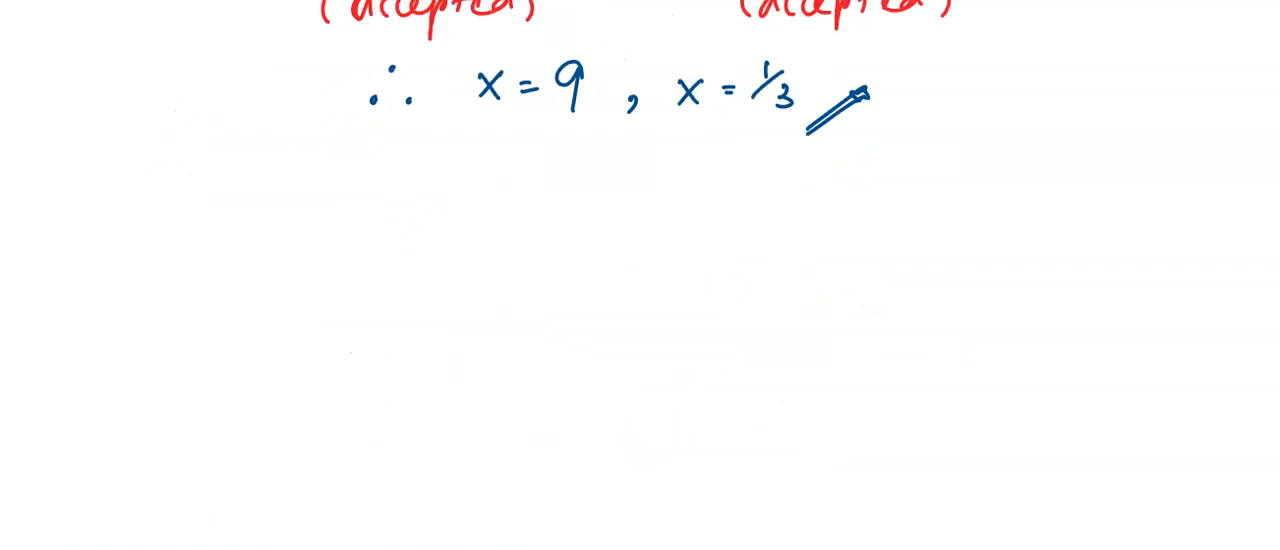 (accepted) (accepted)
∴ x = 9 , x = 1/3